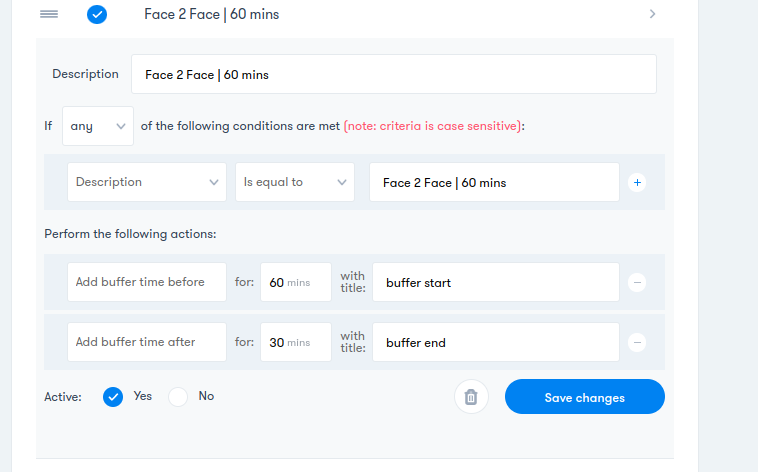 Face 2 Face | 60 mins
Description Face 2 Face | 60 mins
If any of the following conditions are met (note: criteria is case sensitive):
Description Is equal to Face 2 Face | 60 mins +
Perform the following actions:
Add buffer time before for: 60 mins with title: buffer start
Add buffer time after for: 30 mins with title: buffer end
Active: Yes No Save changes